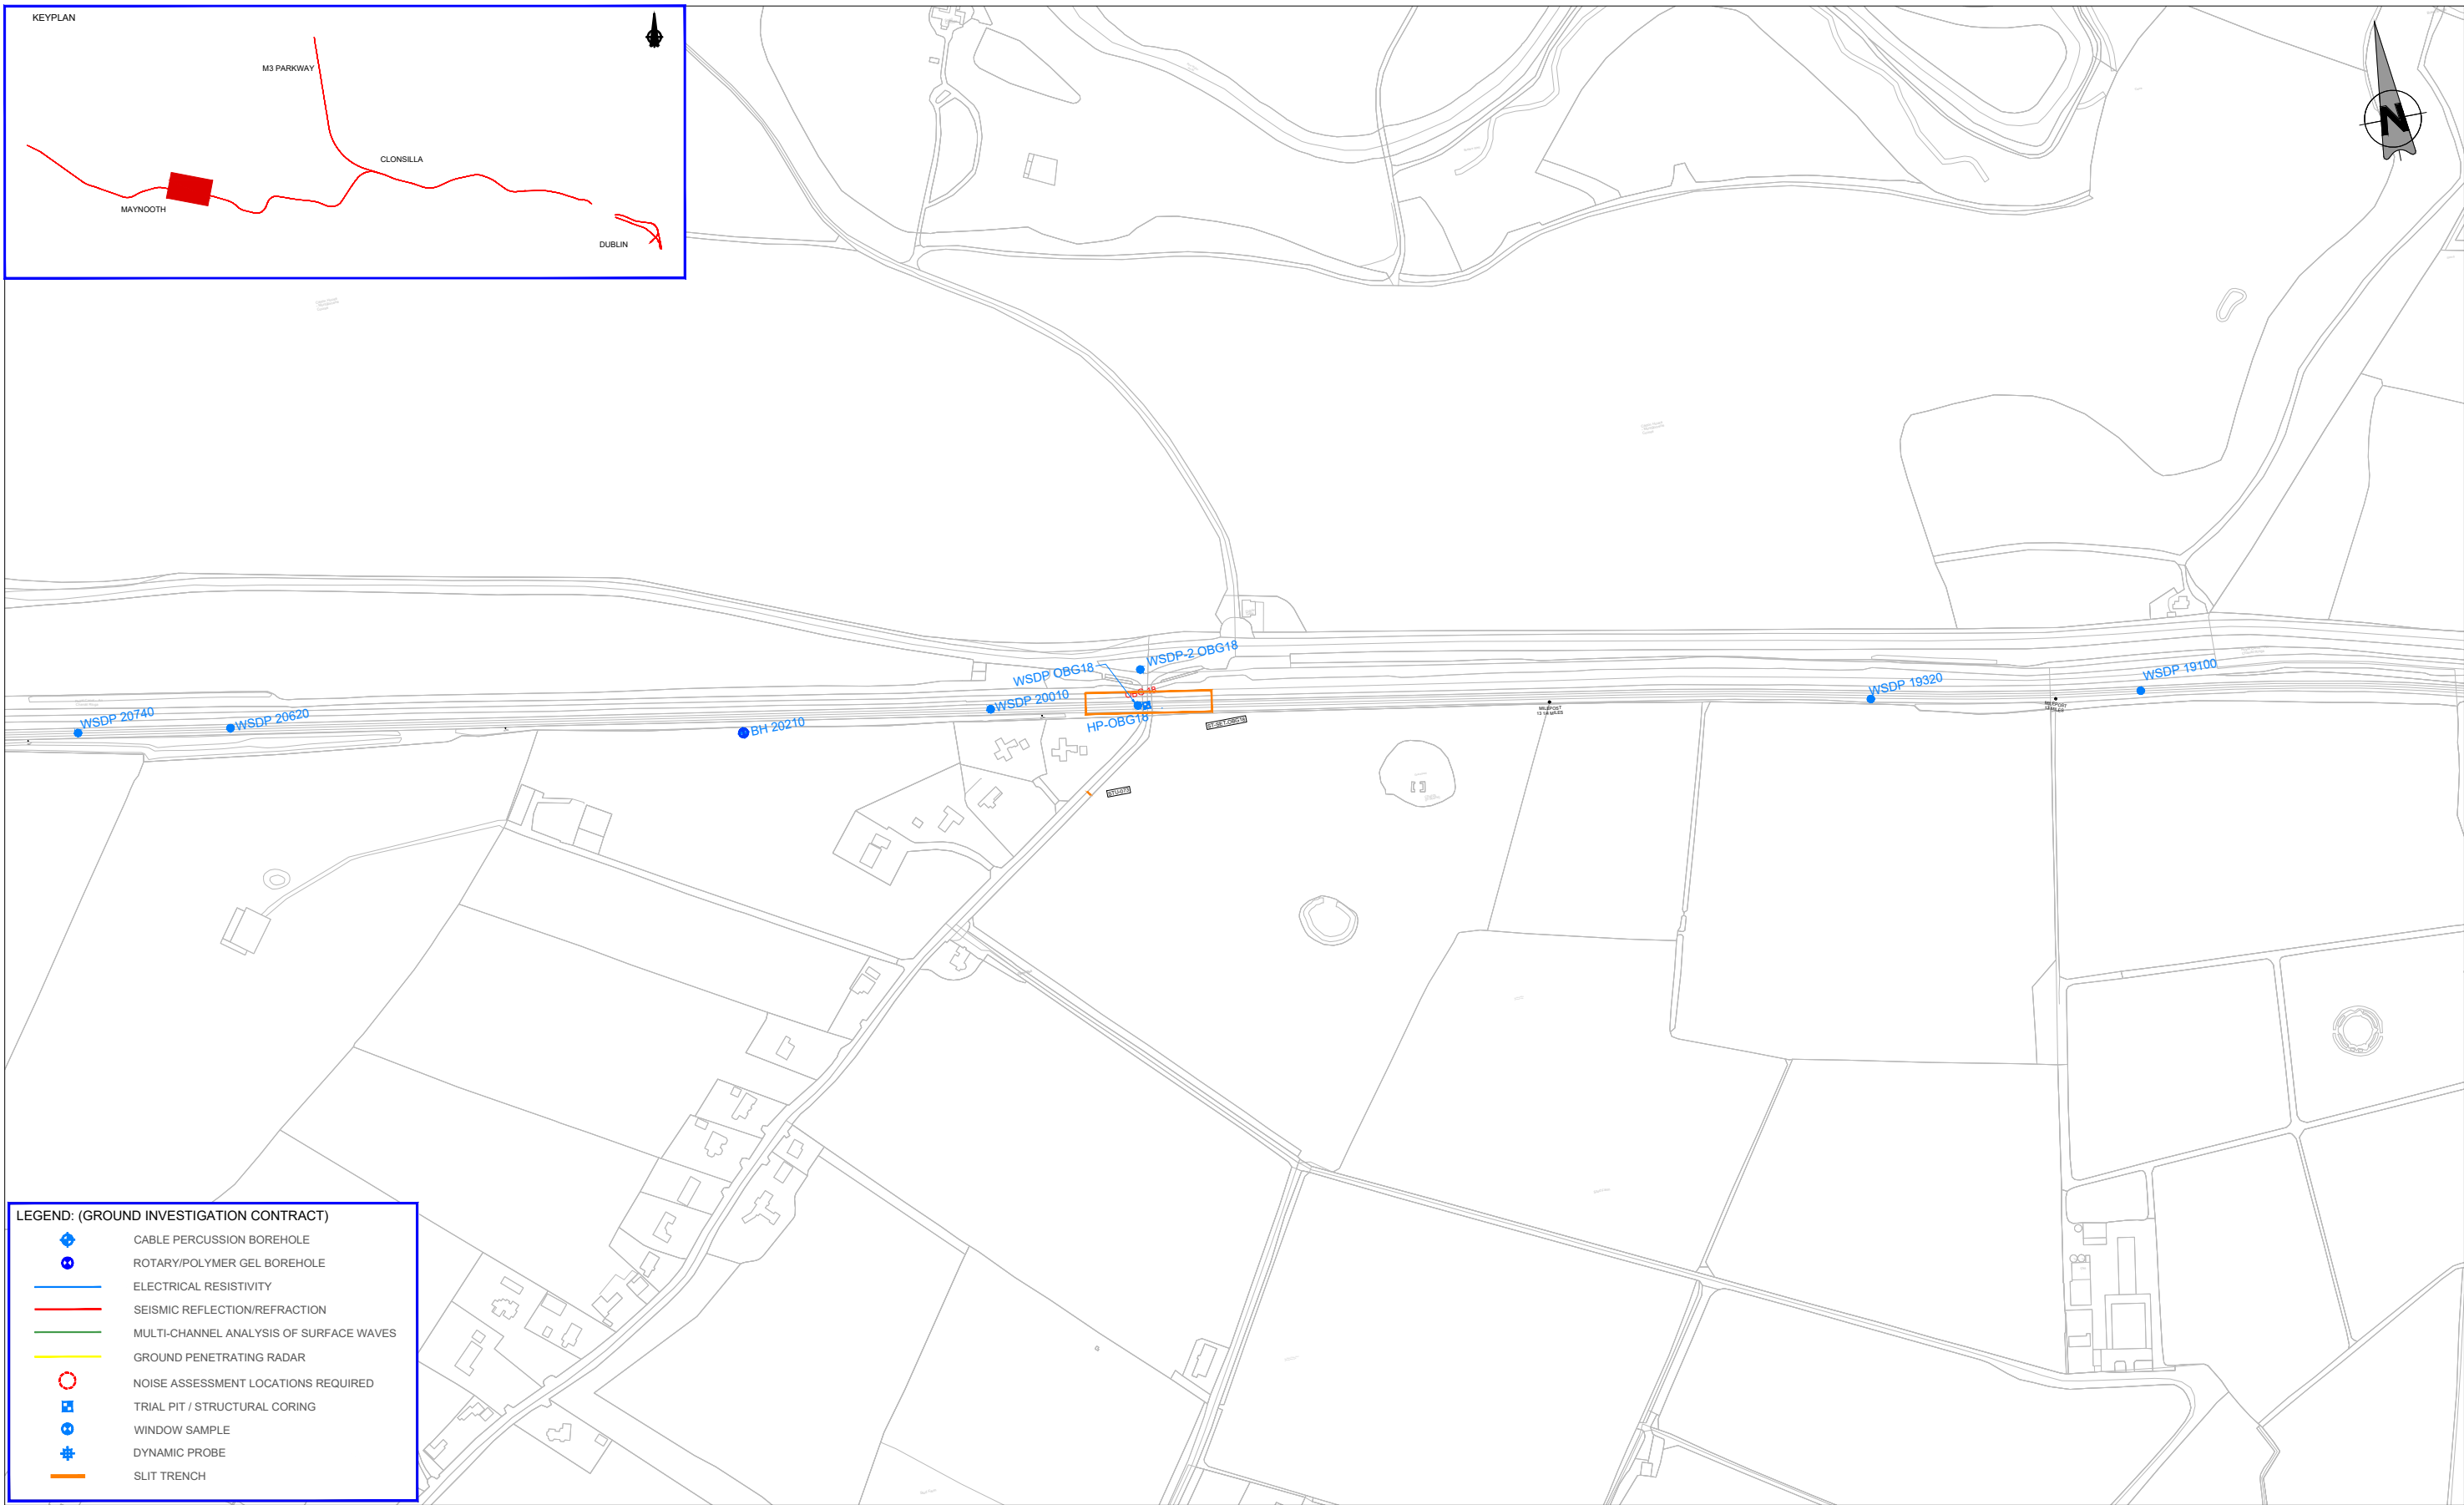 KEYPLAN
M3 PARKWAY
CLONSILLA
MAYNOOTH
DUBLIN
N
WSDP-2 OBG18
WSDP OBG18
WSDP 19100
WSDP 19320
WSDP 20010
HP-OBG18
WSDP 20740
WSDP 20620
BH 20210
MILEPOST
MILEPOST
LEGEND: (GROUND INVESTIGATION CONTRACT)
CABLE PERCUSSION BOREHOLE
ROTARY/POLYMER GEL BOREHOLE
ELECTRICAL RESISTIVITY
SEISMIC REFLECTION/REFRACTION
MULTI-CHANNEL ANALYSIS OF SURFACE WAVES
GROUND PENETRATING RADAR
NOISE ASSESSMENT LOCATIONS REQUIRED
TRIAL PIT / STRUCTURAL CORING
WINDOW SAMPLE
DYNAMIC PROBE
SLIT TRENCH